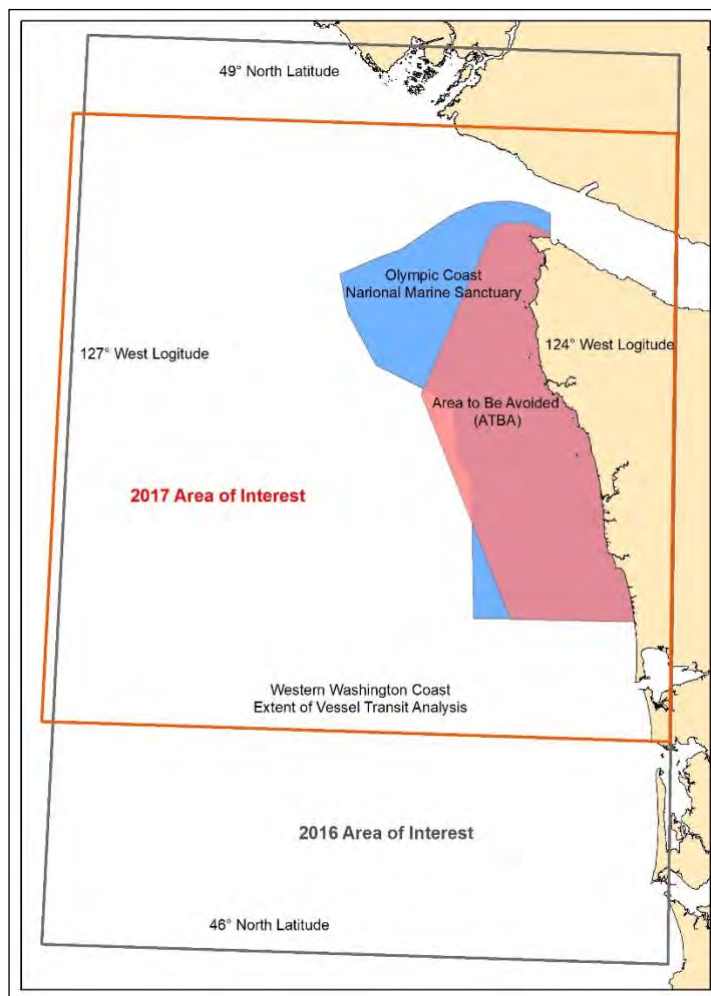 49° North Latitude
Olympic Coast
Narional Marine Sanctuary
127° West Logitude
124° West Logitude
Area to Be Avoided
(ATBA)
2017 Area of Interest
Western Washington Coast
Extent of Vessel Transit Analysis
2016 Area of Interest
46° North Latitude